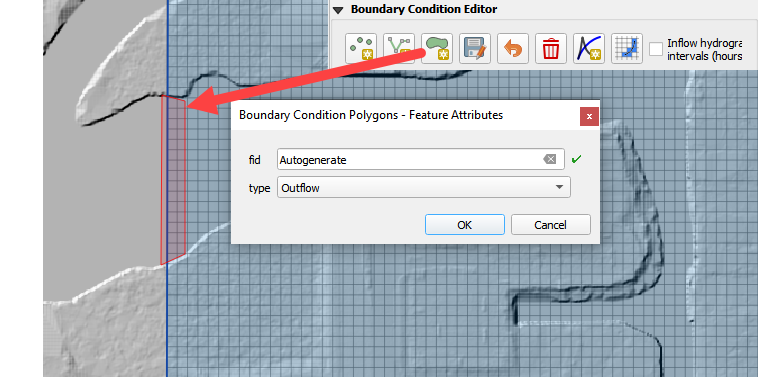 Boundary Condition Editor
Inflow hydrogra
intervals (hours
Boundary Condition Polygons - Feature Attributes
x
fid Autogenerate
type Outflow
OK Cancel